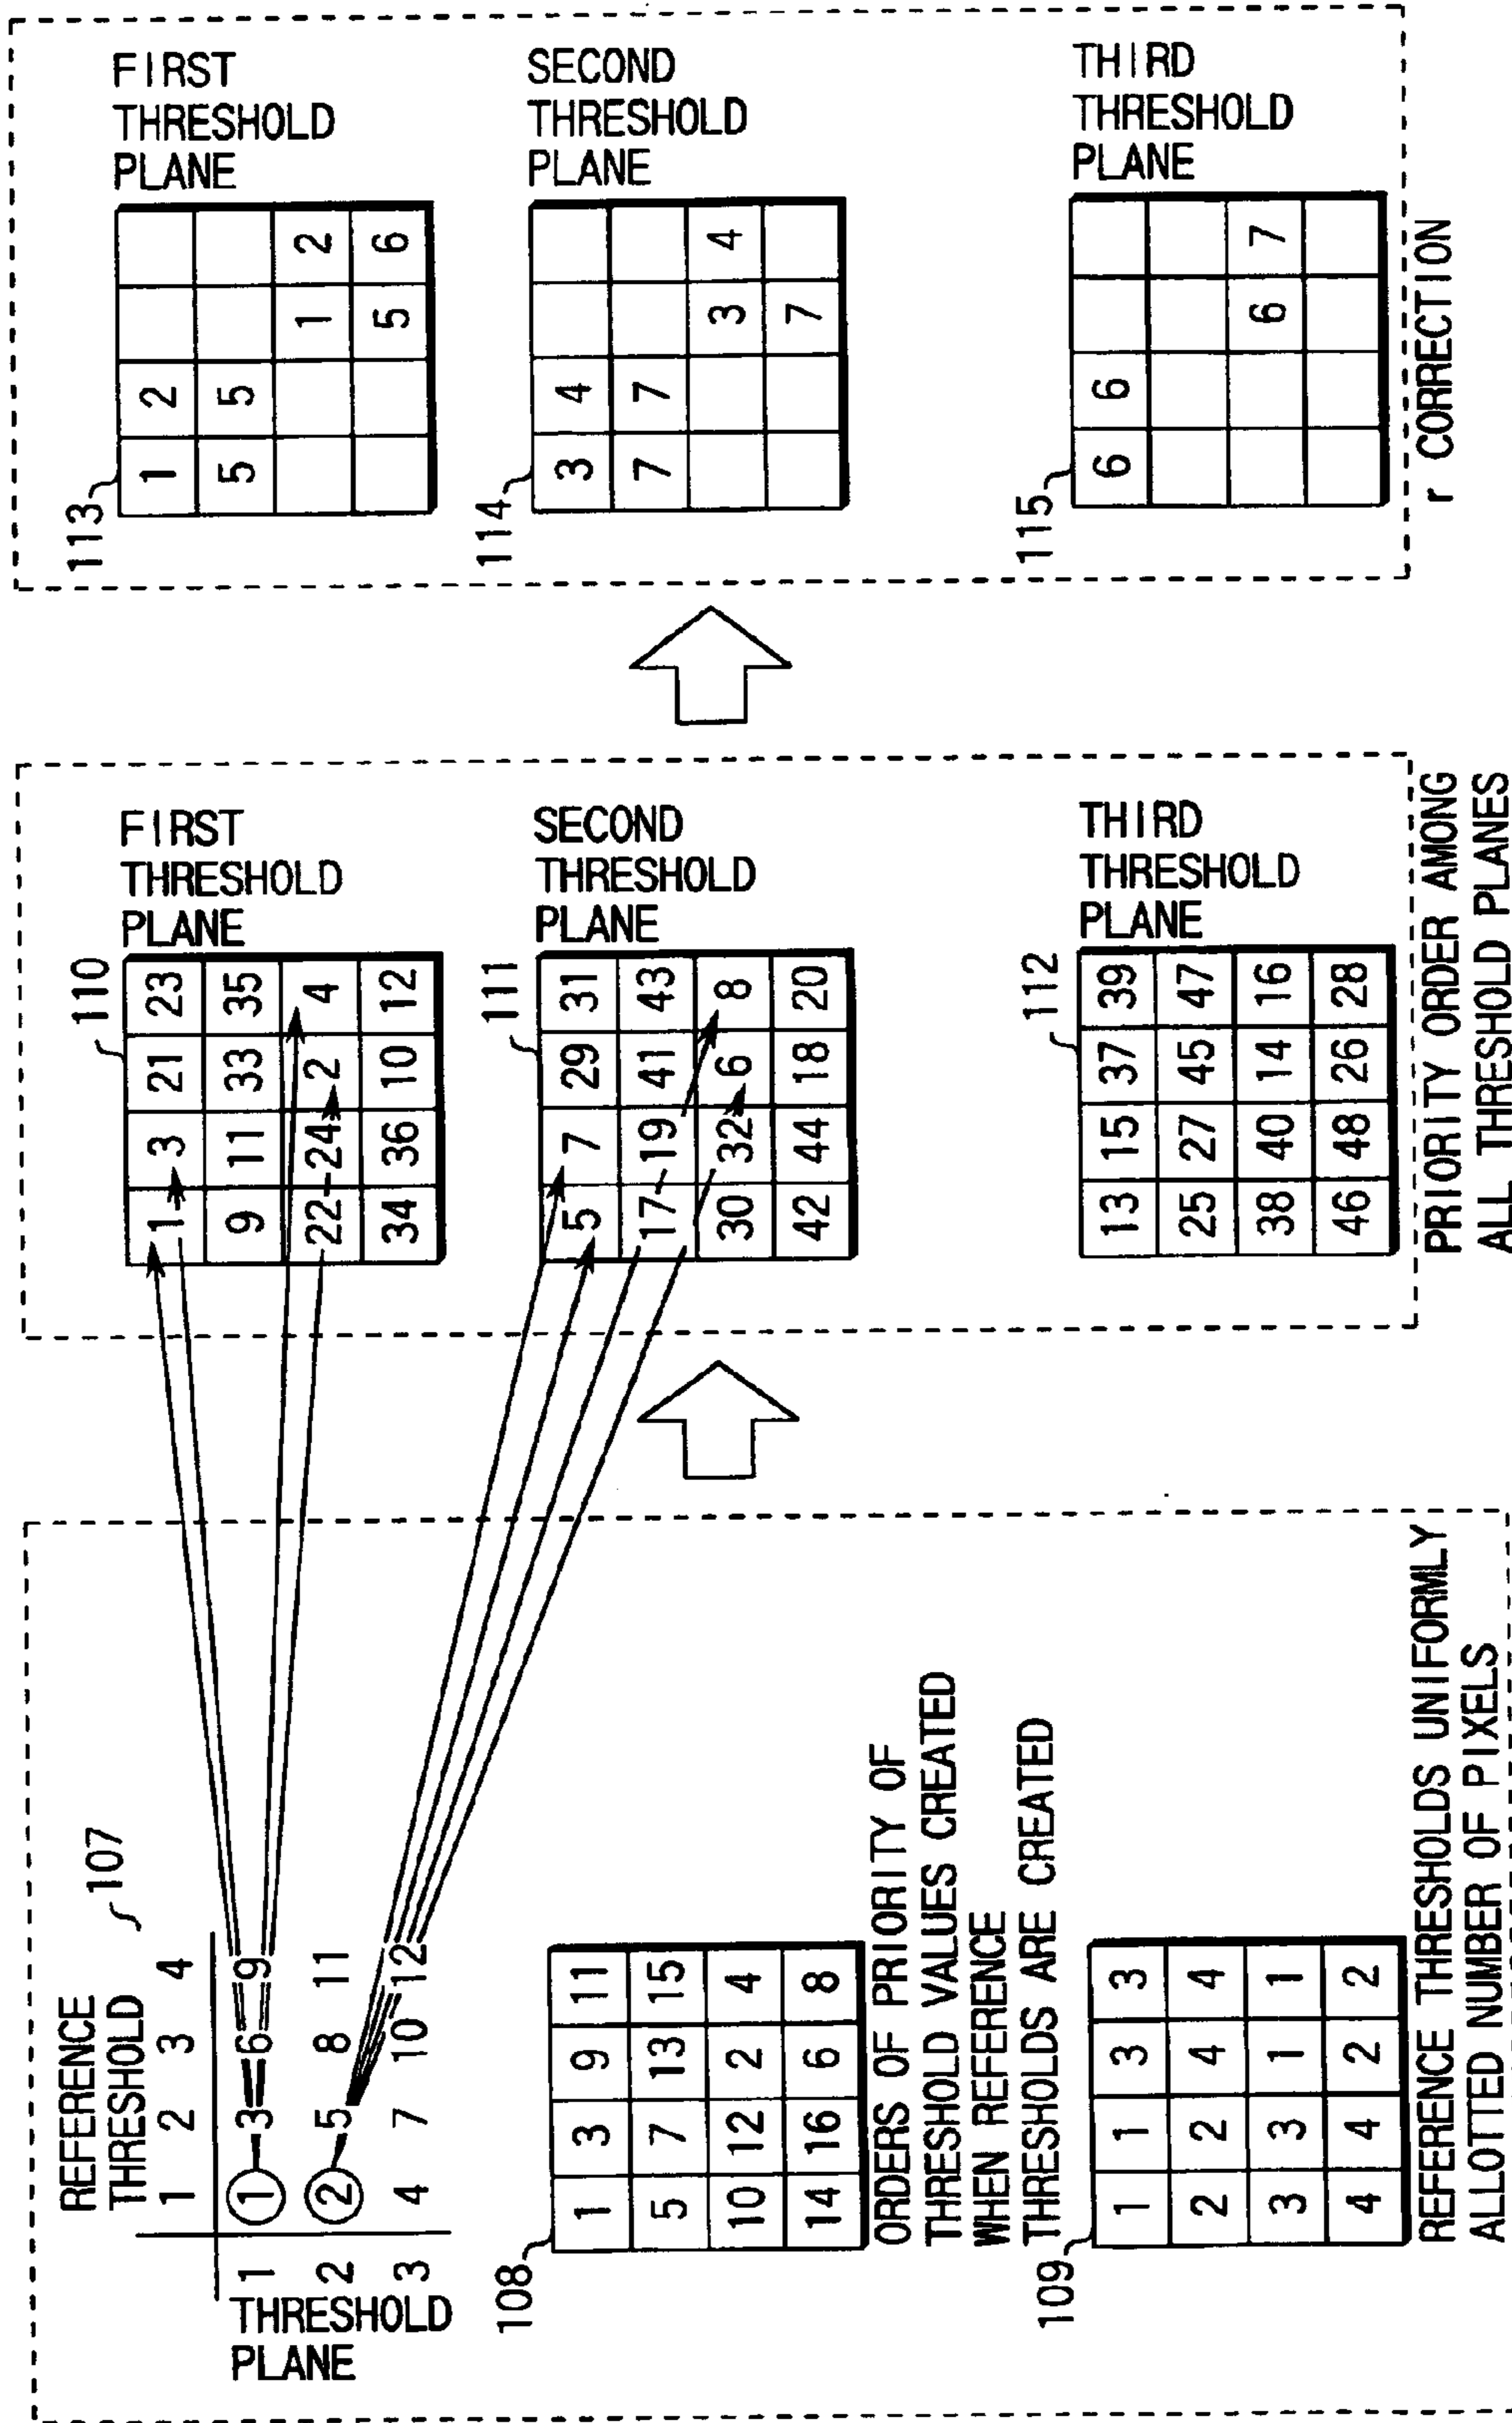 REFERENCE
THRESHOLD
107
1 2 3 4
1 1 3 6 9
2 2 5 8 11
3 4 7 10 12
THRESHOLD
PLANE
108
1 3 9 11
5 7 13 15
10 12 2 4
14 16 6 8
ORDERS OF PRIORITY OF
THRESHOLD VALUES CREATED
WHEN REFERENCE
THRESHOLDS ARE CREATED
109
1 1 3 3
2 2 4 4
3 3 1 1
4 4 2 2
REFERENCE THRESHOLDS UNIFORMLY
ALLOTTED NUMBER OF PIXELS
110
FIRST
THRESHOLD
PLANE
1 3 21 23
9 11 33 35
22 24 2 4
34 36 10 12
111
SECOND
THRESHOLD
PLANE
5 7 29 31
17 19 41 43
30 32 6 8
42 44 18 20
112
THIRD
THRESHOLD
PLANE
13 15 37 39
25 27 45 47
38 40 14 16
46 48 26 28
PRIORITY ORDER AMONG
ALL THRESHOLD PLANES
113
FIRST
THRESHOLD
PLANE
1 2
5 5
1 2
5 6
114
SECOND
THRESHOLD
PLANE
3 4
7 7
3 4
7
115
THIRD
THRESHOLD
PLANE
6 6
6 7
r CORRECTION